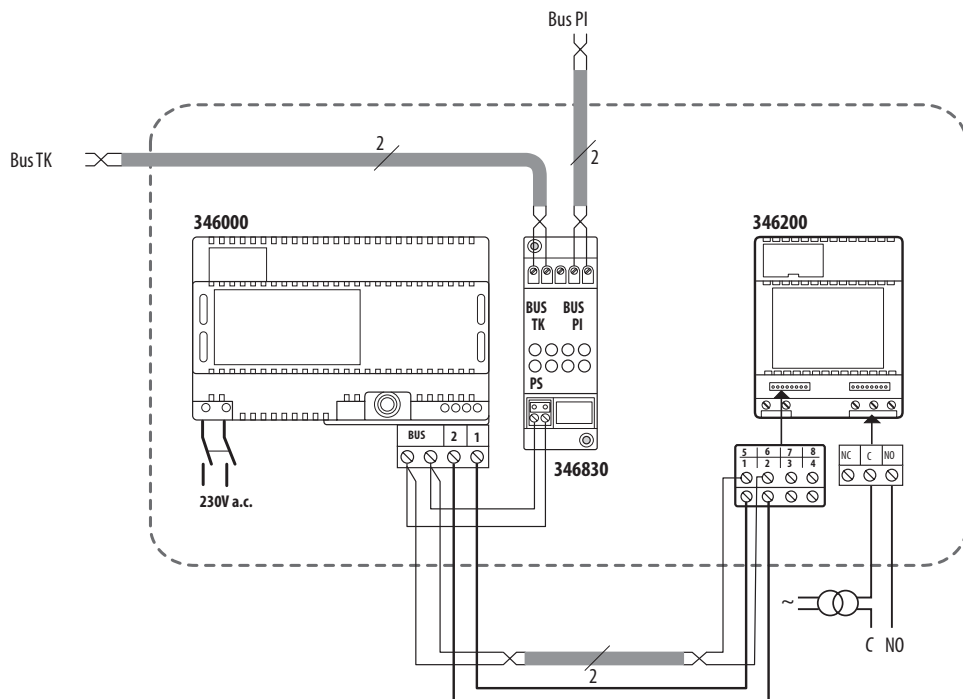 Bus PI
2
2
Bus TK
346000
346200
BUS TK
BUS PI
PS
BUS 2 1
346830
230V a.c.
5 6 7 8
1 2 3 4
NC C NO
~
C NO
2